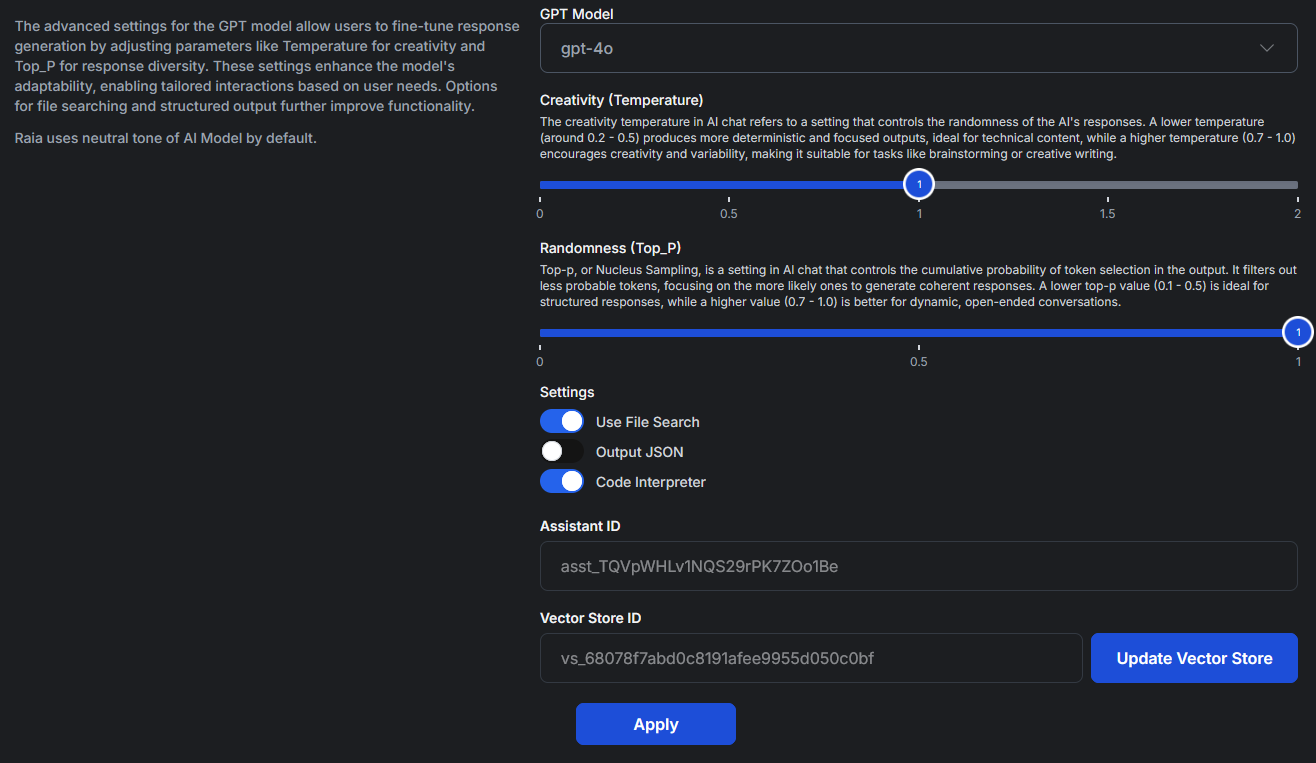 The advanced settings for the GPT model allow users to fine-tune response
generation by adjusting parameters like Temperature for creativity and
Top_P for response diversity. These settings enhance the model's
adaptability, enabling tailored interactions based on user needs. Options
for file searching and structured output further improve functionality.
Raia uses neutral tone of AI Model by default.
GPT Model
gpt-4o
Creativity (Temperature)
The creativity temperature in AI chat refers to a setting that controls the randomness of the AI's responses. A lower temperature
(around 0.2 - 0.5) produces more deterministic and focused outputs, ideal for technical content, while a higher temperature (0.7 - 1.0)
encourages creativity and variability, making it suitable for tasks like brainstorming or creative writing.
1
0 0.5 1 1.5 2
Randomness (Top_P)
Top-p, or Nucleus Sampling, is a setting in AI chat that controls the cumulative probability of token selection in the output. It filters out
less probable tokens, focusing on the more likely ones to generate coherent responses. A lower top-p value (0.1 - 0.5) is ideal for
structured responses, while a higher value (0.7 - 1.0) is better for dynamic, open-ended conversations.
1
0 0.5 1
Settings
Use File Search
Output JSON
Code Interpreter
Assistant ID
asst_TQVpWHLv1NQS29rPK7ZOo1Be
Vector Store ID
vs_68078f7abd0c8191afee9955d050c0bf
Update Vector Store
Apply